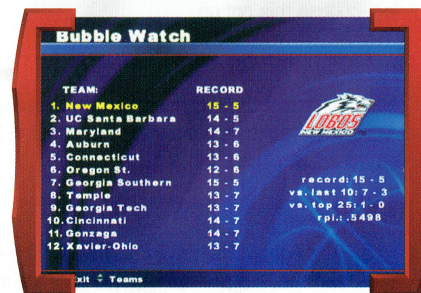 Bubble Watch
TEAM: RECORD
1. New Mexico 15 - 5
2. UC Santa Barbara 14 - 5
3. Maryland 14 - 7
4. Auburn 13 - 6
5. Connecticut 13 - 6
6. Oregon St. 12 - 6
7. Georgia Southern 15 - 5
8. Temple 13 - 7
9. Georgia Tech 13 - 7
10. Cincinnati 14 - 7
11. Gonzaga 14 - 7
12. Xavier-Ohio 13 - 7
LOBOS
NEW MEXICO
record: 15 - 5
vs. last 10: 7 - 3
vs. top 25: 1 - 0
rpi.: .5498
Exit Teams